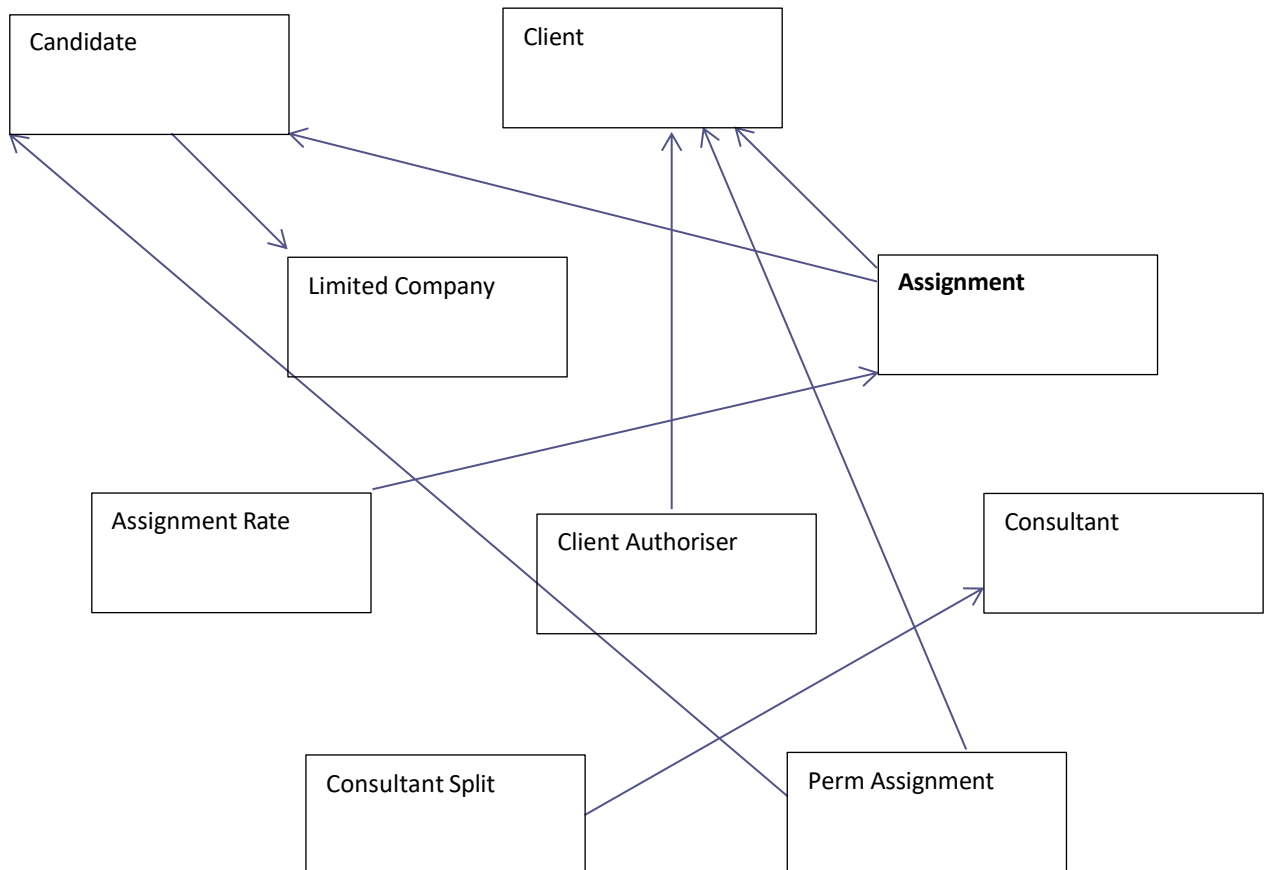 Candidate
Client
Limited Company
Assignment
Assignment Rate
Client Authoriser
Consultant
Consultant Split
Perm Assignment